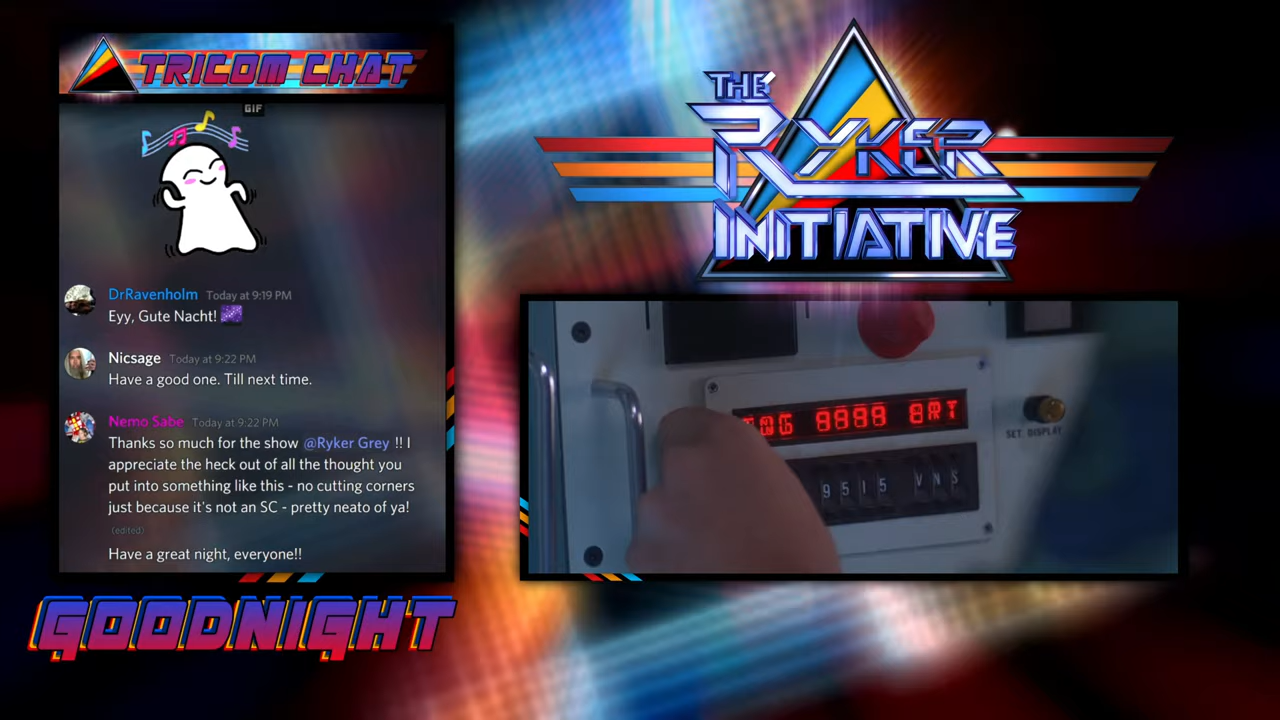 TRICOM CHAT
GIF
DrRavenholm Today at 9:19 PM
Eyy, Gute Nacht!
Nicsage Today at 9:22 PM
Have a good one. Till next time.
Nemo Sabe Today at 9:22 PM
Thanks so much for the show @Ryker Grey !! I
appreciate the heck out of all the thought you
put into something like this - no cutting corners
just because it's not an SC - pretty neato of ya!
(edited)
Have a great night, everyone!!
GOODNIGHT
THE
RYKER
INITIATIVE
SET DISPLAY
9515 VNS